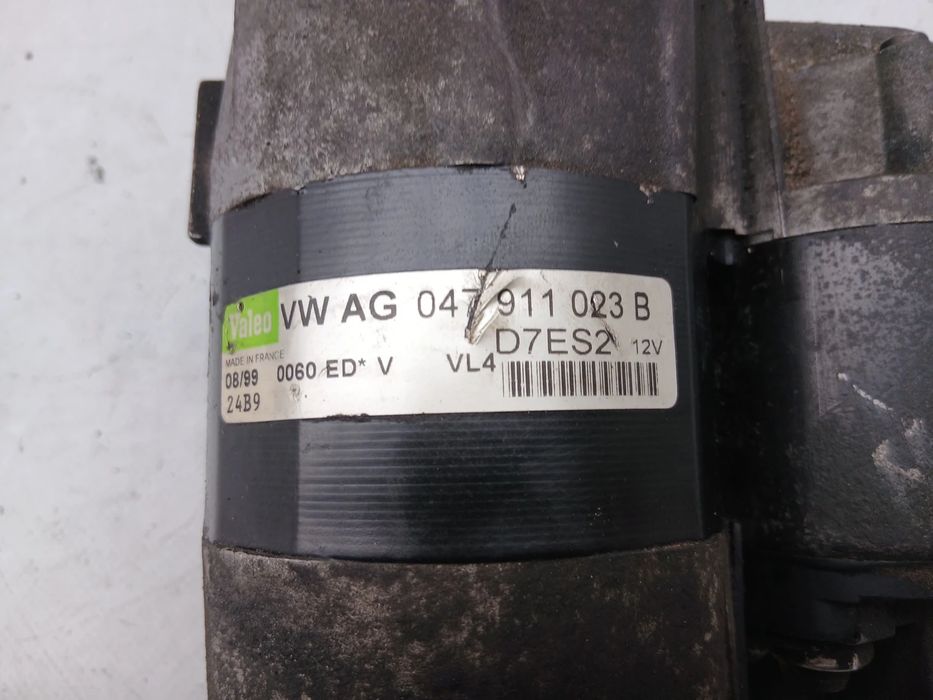 Valeo VW AG 047 911 023 B
D7ES2 12V
MADE IN FRANCE
08/99 0060 ED* V VL4
24B9